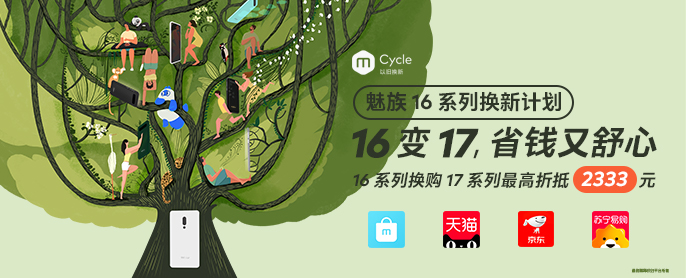 m
Cycle
以旧换新
魅族 16 系列换新计划
16 变 17, 省钱又舒心
16 系列换购 17 系列最高折抵 2333 元
m
天猫
京东
苏宁易购